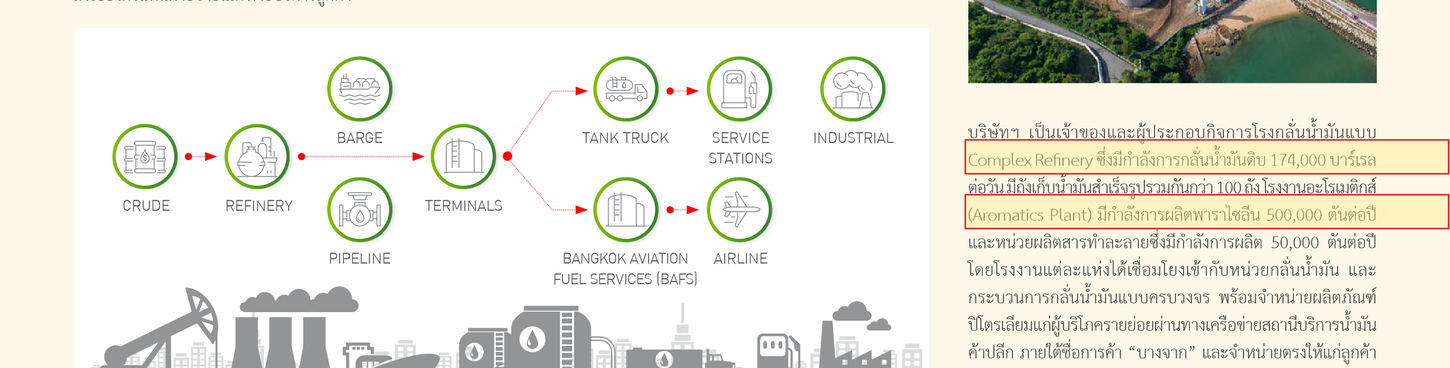 BARGE
TANK TRUCK
SERVICE
STATIONS
INDUSTRIAL
CRUDE
REFINERY
TERMINALS
PIPELINE
BANGKOK AVIATION
FUEL SERVICES (BAFS)
AIRLINE
บริษัทฯ เป็นเจ้าของและผู้ประกอบกิจการโรงกลั่นน้ำมันแบบ
Complex Refinery ซึ่งมีกำลังการกลั่นน้ำมันดิบ 174,000 บาร์เรล
ต่อวัน มีถังเก็บน้ำมันสำเร็จรูปรวมกันกว่า 100 ถัง โรงงานอะโรเมติกส์
(Aromatics Plant) มีกำลังการผลิตพาราไซลีน 500,000 ตันต่อปี
และหน่วยผลิตสารทำละลายซึ่งมีกำลังการผลิต 50,000 ตันต่อปี
โดยโรงงานแต่ละแห่งได้เชื่อมโยงเข้ากับหน่วยกลั่นน้ำมัน และ
กระบวนการกลั่นน้ำมันแบบครบวงจร พร้อมจำหน่ายผลิตภัณฑ์
ปิโตรเลียมแก่ผู้บริโภครายย่อยผ่านทางเครือข่ายสถานีบริการน้ำมัน
ค้าปลีก ภายใต้ชื่อการค้า “บางจาก” และจำหน่ายตรงให้แก่ลูกค้า